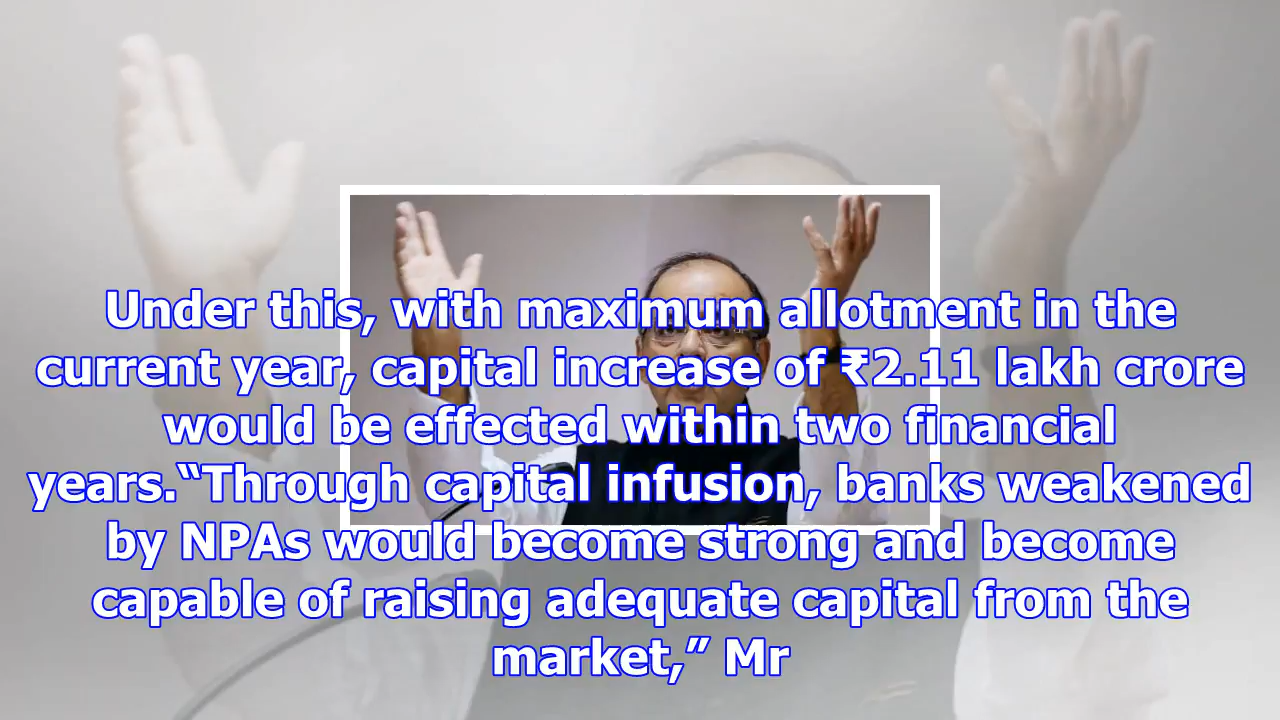 Under this, with maximum allotment in the
current year, capital increase of ₹2.11 lakh crore
would be effected within two financial
years.“Through capital infusion, banks weakened
by NPAs would become strong and become
capable of raising adequate capital from the
market,” Mr